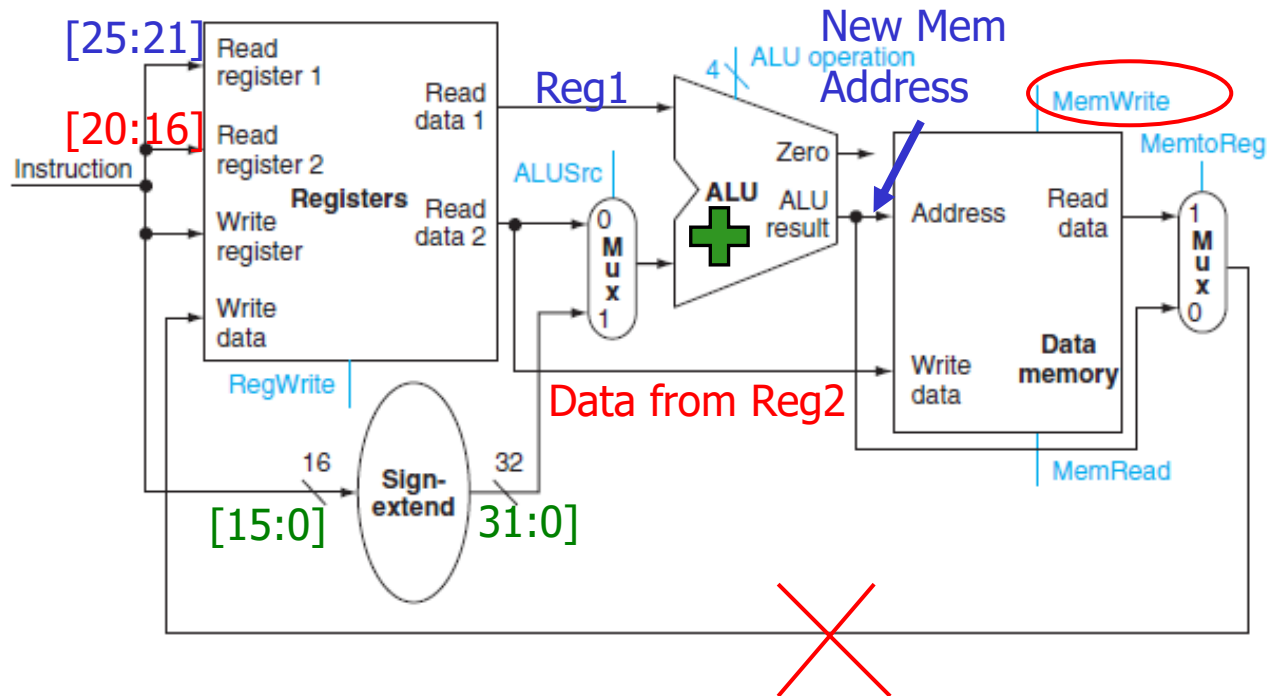 [25:21]
Read
register 1
[20:16]
Read
register 2
Instruction
Registers
Write
register
Write
data
Read
data 1
Read
data 2
RegWrite
Reg1
ALUSrc
0
Mux
1
4
ALU operation
ALU
Zero
ALU
result
New Mem
Address
MemWrite
MemtoReg
Address
Read
data
Write
data
Data
memory
MemRead
1
Mux
0
Data from Reg2
16
Sign-
extend
32
[15:0]
31:0]